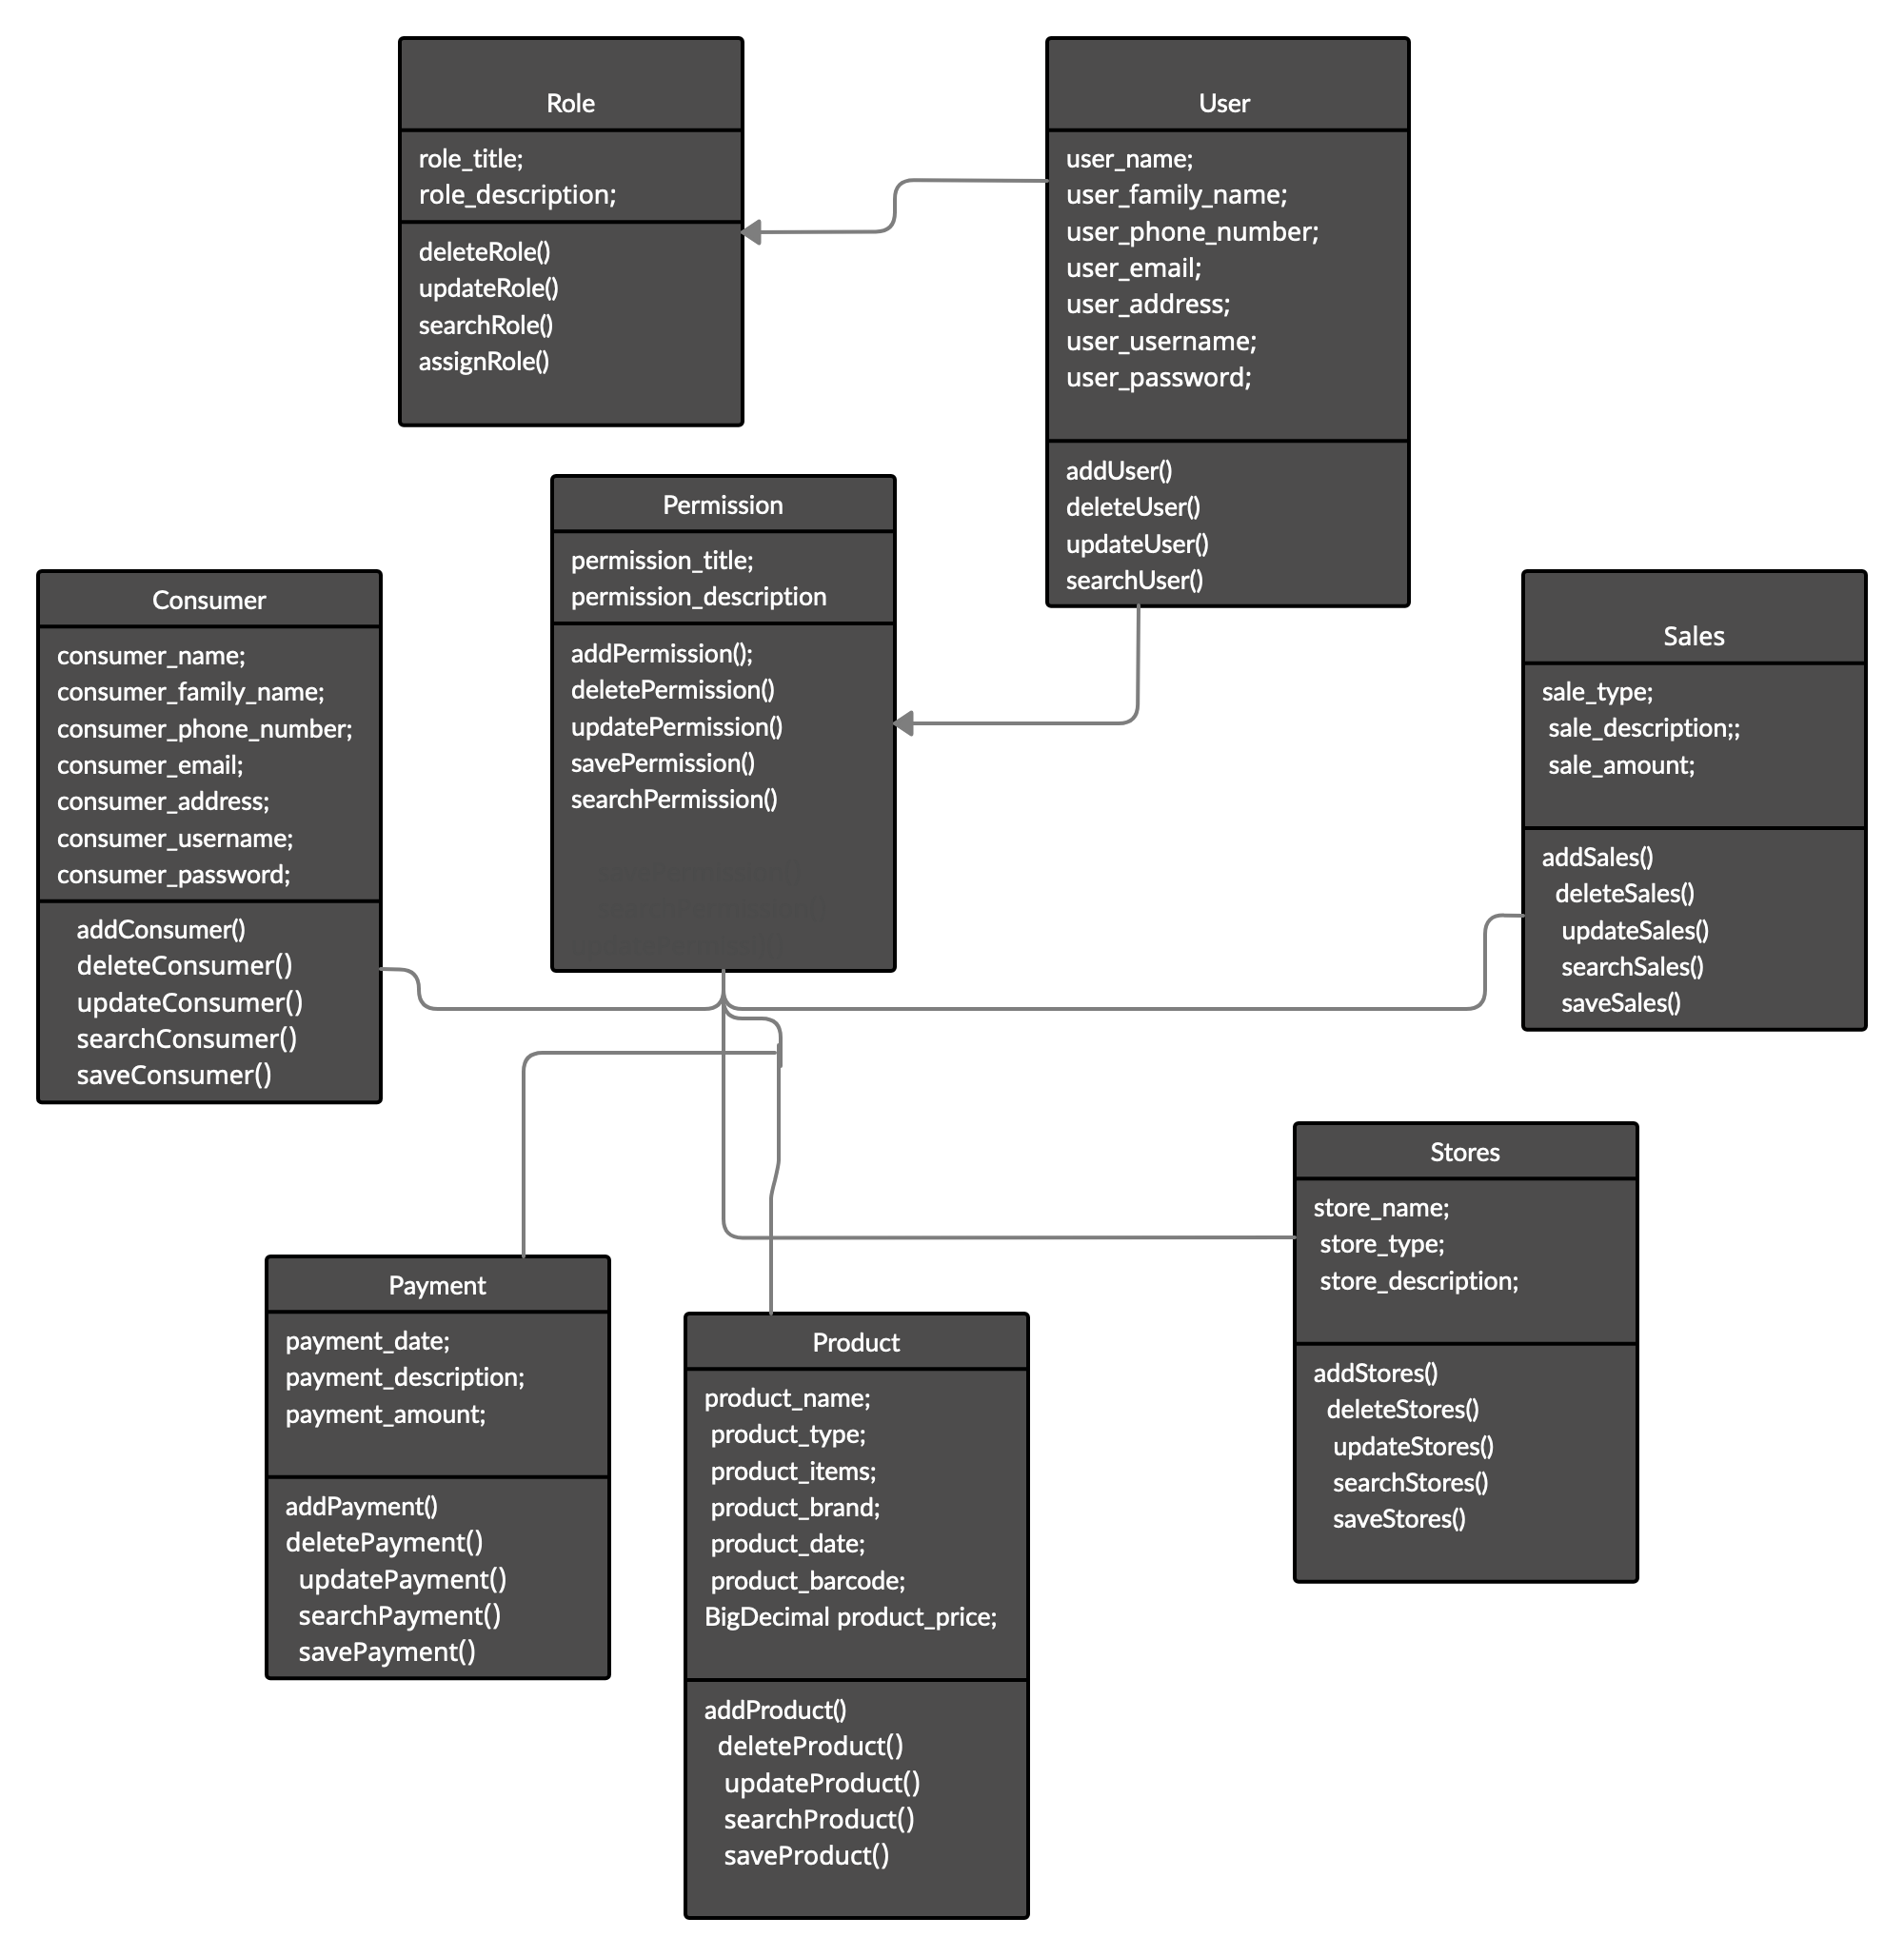 Role
role_title;
role_description;
deleteRole()
updateRole()
searchRole()
assignRole()
User
user_name;
user_family_name;
user_phone_number;
user_email;
user_address;
user_username;
user_password;
addUser()
deleteUser()
updateUser()
searchUser()
Permission
permission_title;
permission_description
addPermission();
deletePermission()
updatePermission()
savePermission()
searchPermission()
Consumer
consumer_name;
consumer_family_name;
consumer_phone_number;
consumer_email;
consumer_address;
consumer_username;
consumer_password;
addConsumer()
deleteConsumer()
updateConsumer()
searchConsumer()
saveConsumer()
Sales
sale_type;
sale_description;;
sale_amount;
addSales()
deleteSales()
updateSales()
searchSales()
saveSales()
Stores
store_name;
store_type;
store_description;
addStores()
deleteStores()
updateStores()
searchStores()
saveStores()
Payment
payment_date;
payment_description;
payment_amount;
addPayment()
deletePayment()
updatePayment()
searchPayment()
savePayment()
Product
product_name;
product_type;
product_items;
product_brand;
product_date;
product_barcode;
BigDecimal product_price;
addProduct()
deleteProduct()
updateProduct()
searchProduct()
saveProduct()